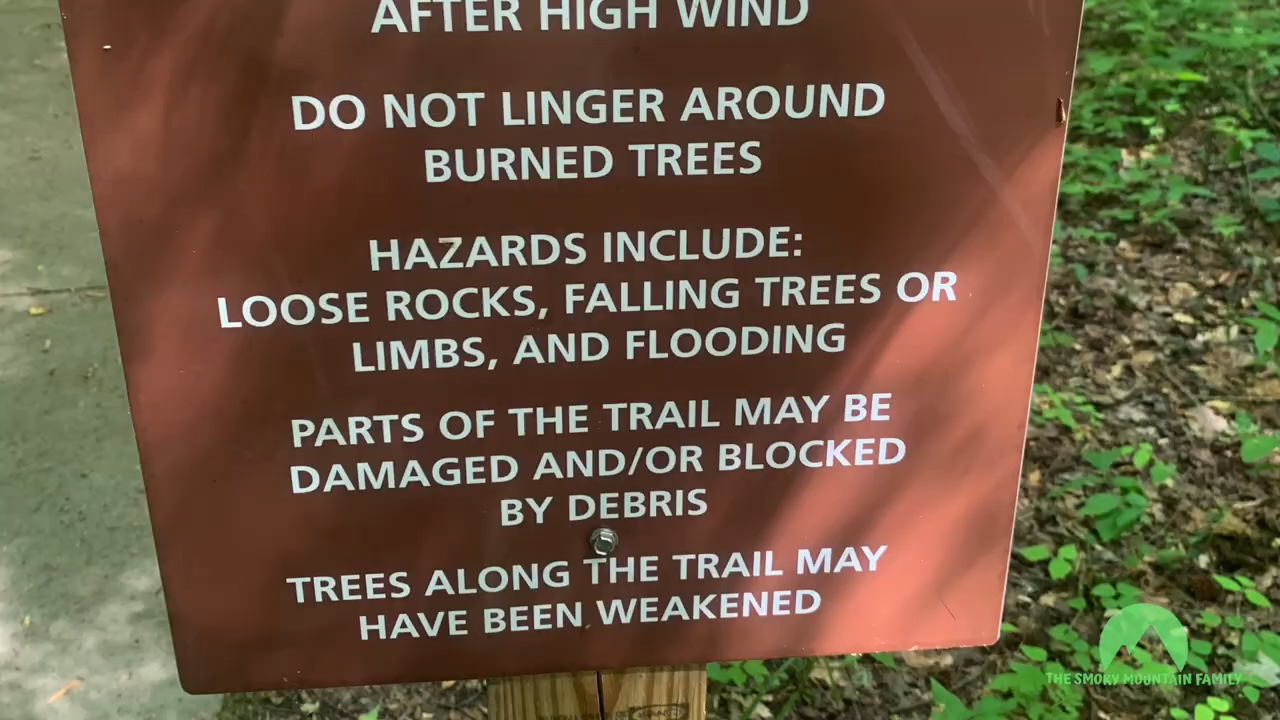 AFTER HIGH WIND
DO NOT LINGER AROUND
BURNED TREES
HAZARDS INCLUDE:
LOOSE ROCKS, FALLING TREES OR
LIMBS, AND FLOODING
PARTS OF THE TRAIL MAY BE
DAMAGED AND/OR BLOCKED
BY DEBRIS
TREES ALONG THE TRAIL MAY
HAVE BEEN WEAKENED
THE SMOKY MOUNTAIN FAMILY